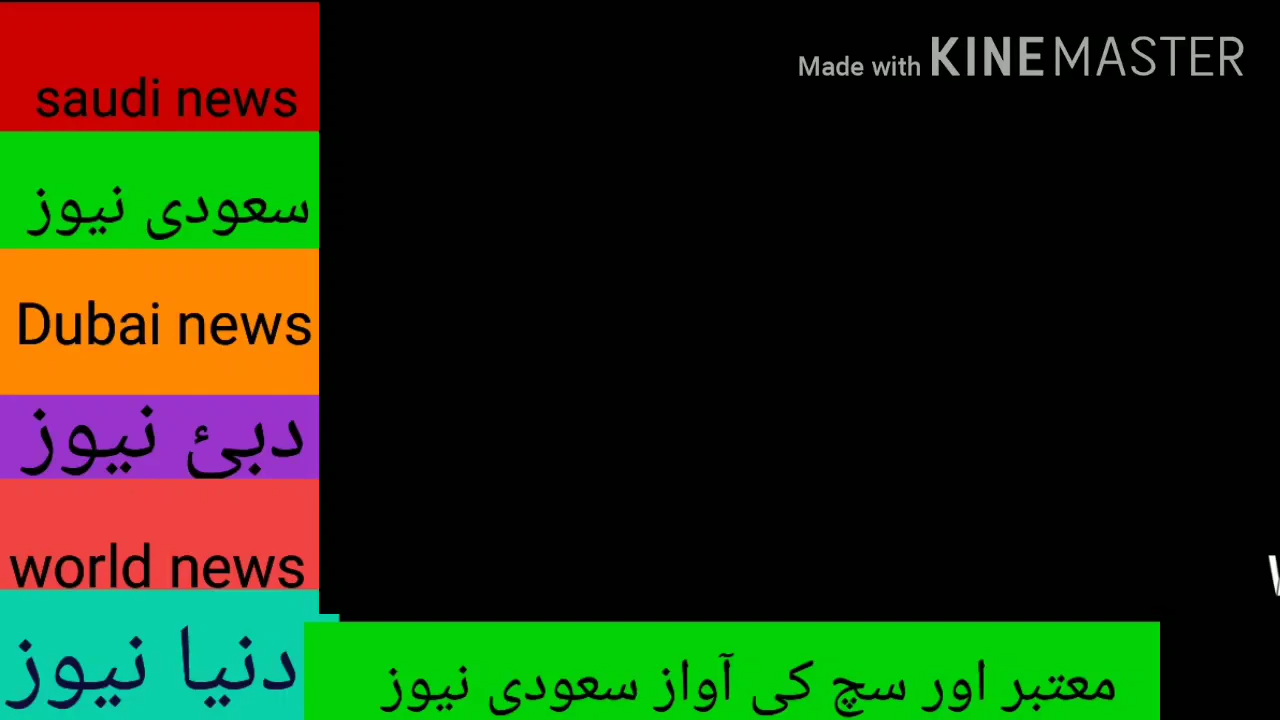 Made with KINEMASTER
saudi news
سعودی نیوز
Dubai news
دبئ نیوز
world news
دنیا نیوز
معتبر اور سچ کی آواز سعودی نیوز